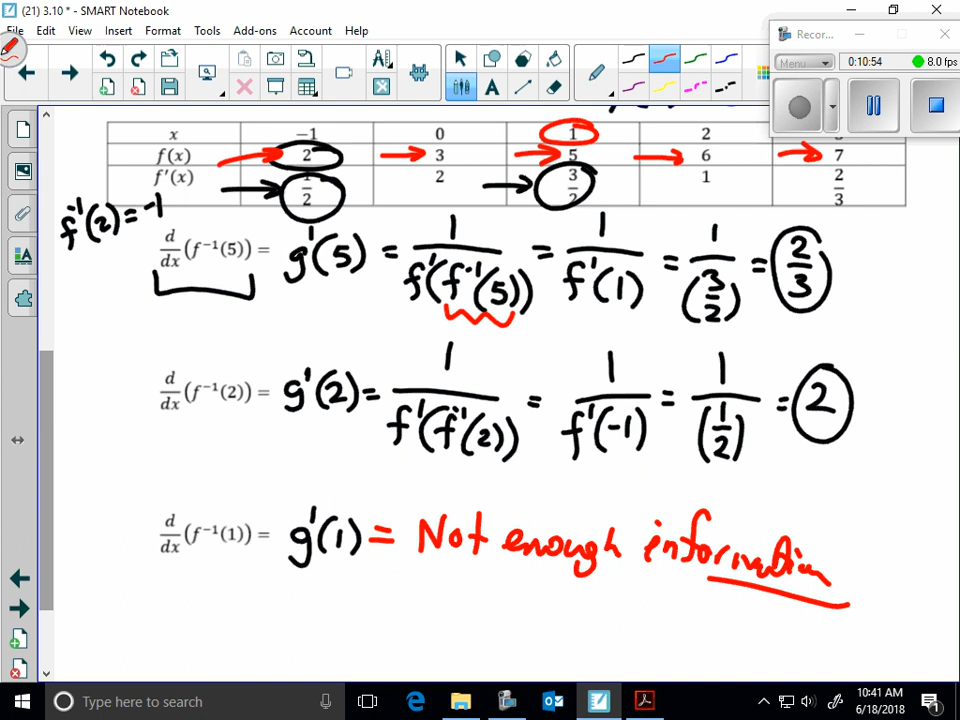 (21) 3.10 * - SMART Notebook
File Edit View Insert Format Tools Add-ons Account Help
Recor...
Menu 0:10:54 8.0 fps
x −1 0 1 2
f(x) 2 3 5 6 7
f′(x) 1/2 2 3/2 1 2/3
f⁻¹(2) = -1
d/dx (f⁻¹(5)) = g'(5) = 1/f'(f⁻¹(5)) = 1/f'(1) = 1/(3/2) = 2/3
d/dx (f⁻¹(2)) = g'(2) = 1/f'(f⁻¹(2)) = 1/f'(-1) = 1/(1/2) = 2
d/dx (f⁻¹(1)) = g'(1) = Not enough information
Type here to search
10:41 AM
6/18/2018
1